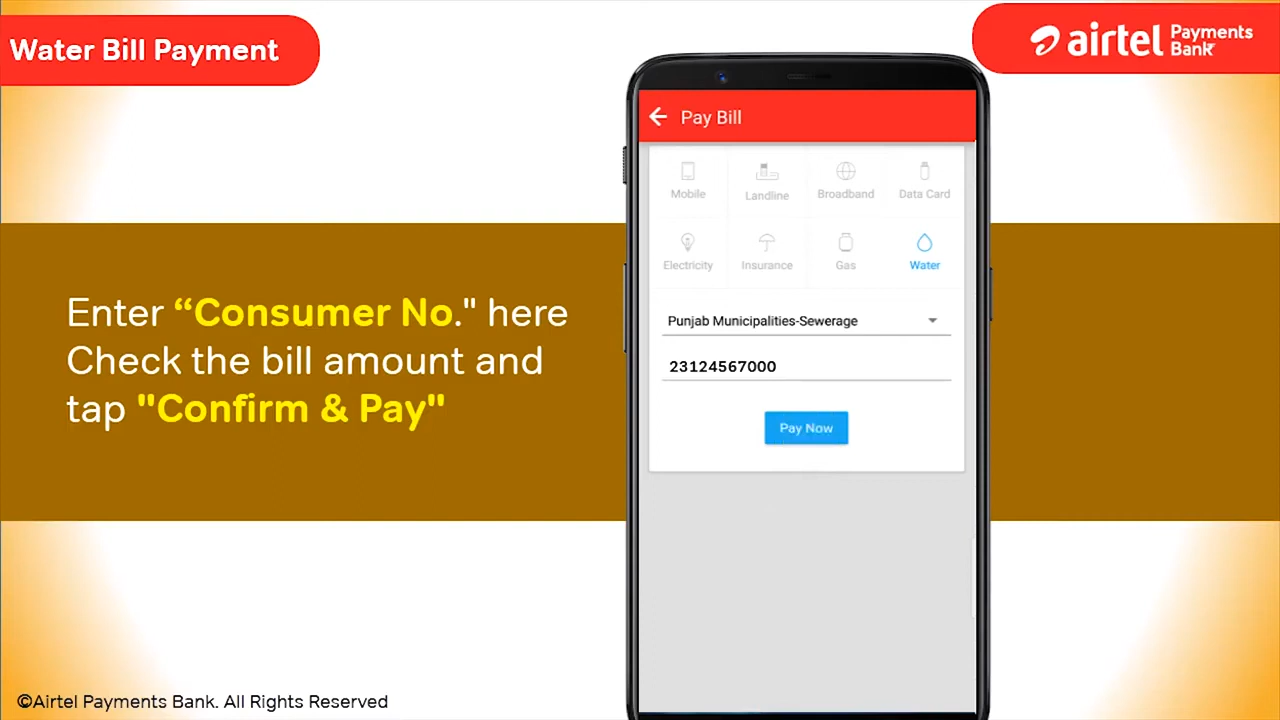 Water Bill Payment
airtel Payments Bank
Pay Bill
Mobile Landline Broadband Data Card
Electricity Insurance Gas Water
Punjab Municipalities-Sewerage
23124567000
Pay Now
Enter “Consumer No." here
Check the bill amount and
tap "Confirm & Pay"
©Airtel Payments Bank. All Rights Reserved